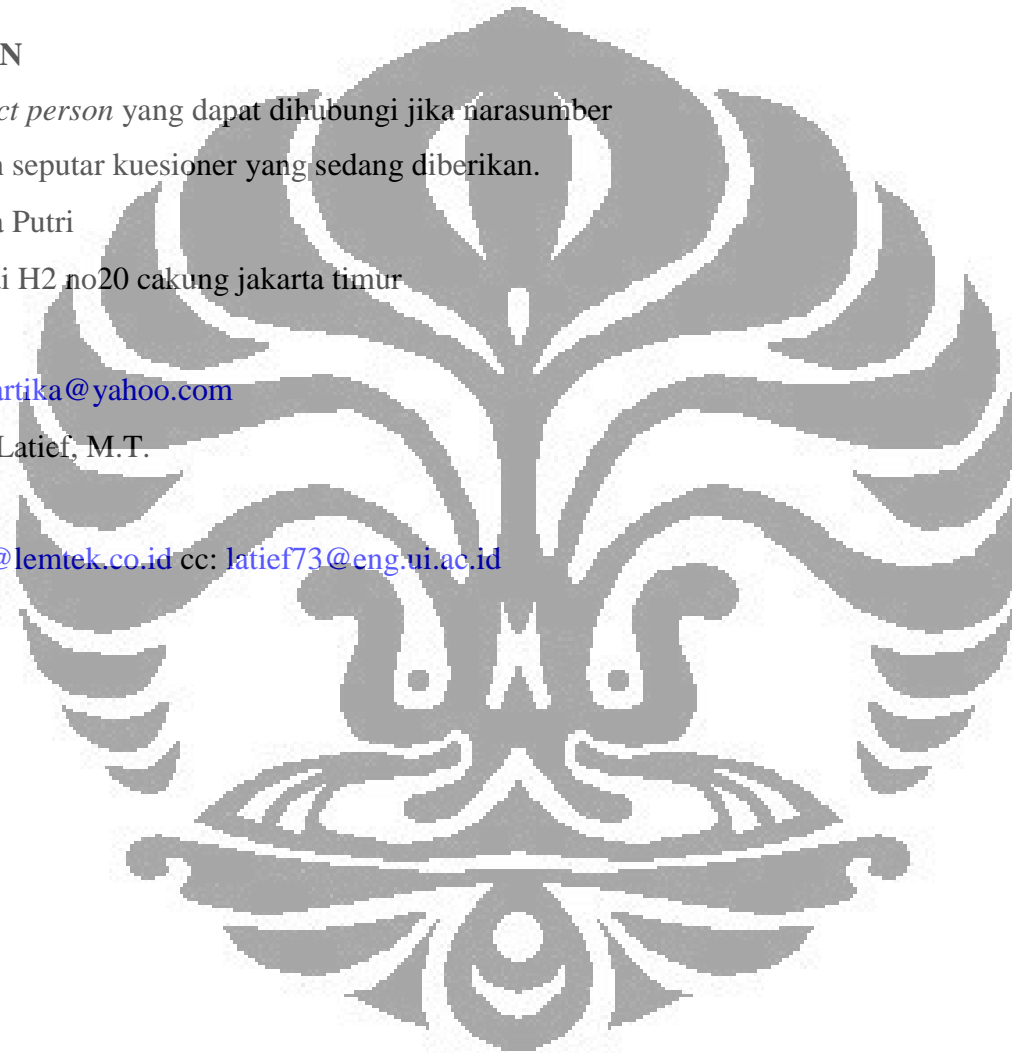 N
ct person yang dapat dihubungi jika narasumber
n seputar kuesioner yang sedang diberikan.
a Putri
i H2 no20 cakung jakarta timur
artika@yahoo.com
Latief, M.T.
@lemtek.co.id cc: latief73@eng.ui.ac.id